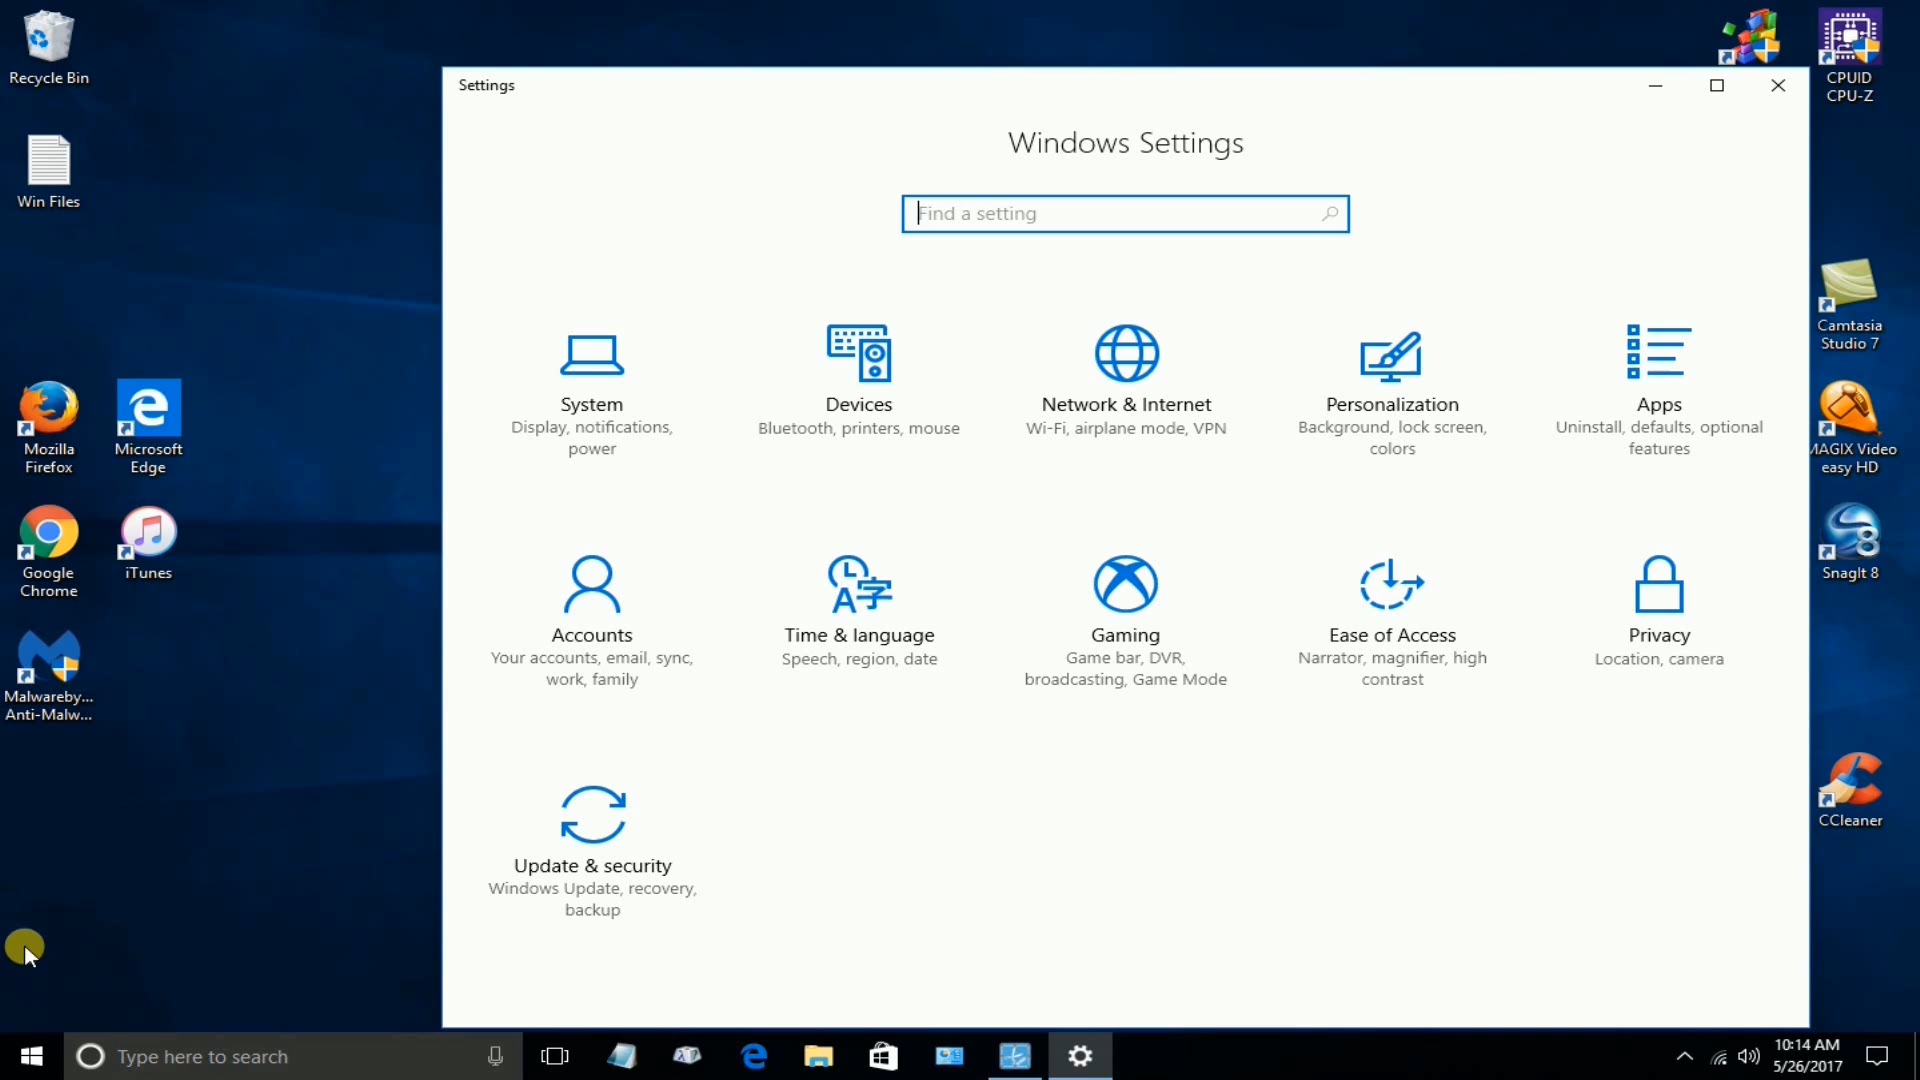 Recycle Bin
Win Files
Mozilla
Firefox
Microsoft
Edge
Google
Chrome
iTunes
Malwareby...
Anti-Malw...
Settings
Windows Settings
Find a setting
System
Display, notifications,
power
Devices
Bluetooth, printers, mouse
Network & Internet
Wi-Fi, airplane mode, VPN
Personalization
Background, lock screen,
colors
Apps
Uninstall, defaults, optional
features
Accounts
Your accounts, email, sync,
work, family
Time & language
Speech, region, date
Gaming
Game bar, DVR,
broadcasting, Game Mode
Ease of Access
Narrator, magnifier, high
contrast
Privacy
Location, camera
Update & security
Windows Update, recovery,
backup
CPUID
CPU-Z
Camtasia
Studio 7
MAGIX Video
easy HD
SnagIt 8
CCleaner
Type here to search
10:14 AM
5/26/2017